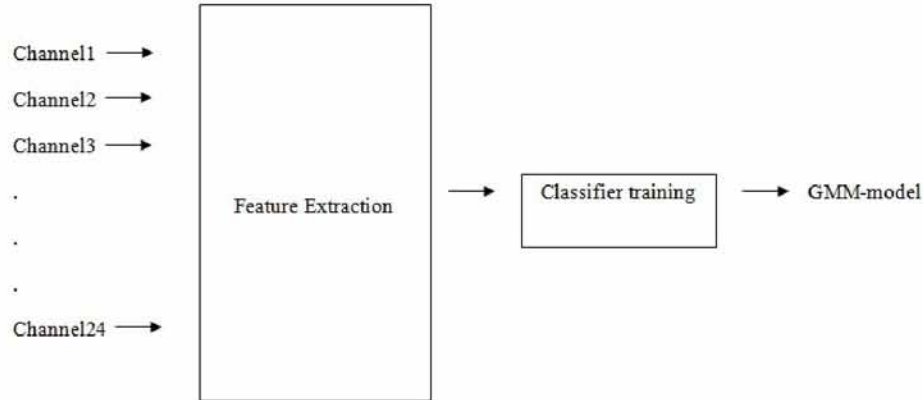 Channel1
Channel2
Channel3
.
.
.
Channel24
Feature Extraction
Classifier training
GMM-model